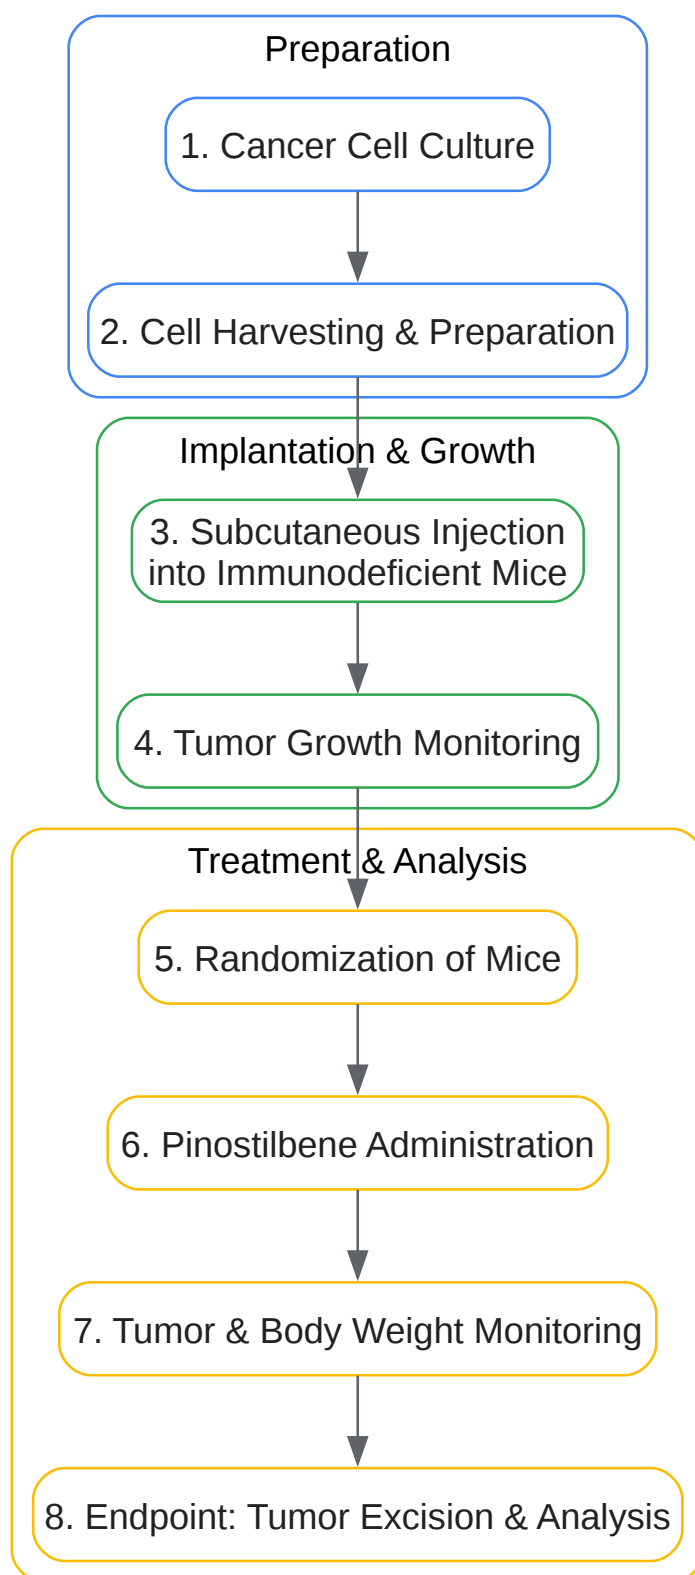 Preparation
1. Cancer Cell Culture
2. Cell Harvesting & Preparation
Implantation & Growth
3. Subcutaneous Injection
into Immunodeficient Mice
4. Tumor Growth Monitoring
Treatment & Analysis
5. Randomization of Mice
6. Pinostilbene Administration
7. Tumor & Body Weight Monitoring
8. Endpoint: Tumor Excision & Analysis